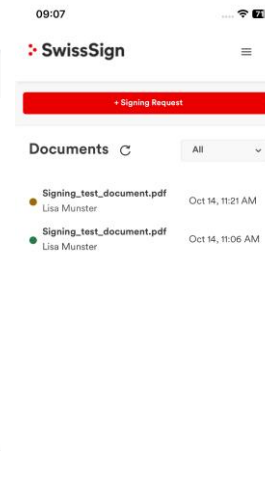 09:07
71
SwissSign
+ Signing Request
Documents
All
Signing_test_document.pdf
Lisa Munster
Oct 14, 11:21 AM
Signing_test_document.pdf
Lisa Munster
Oct 14, 11:06 AM